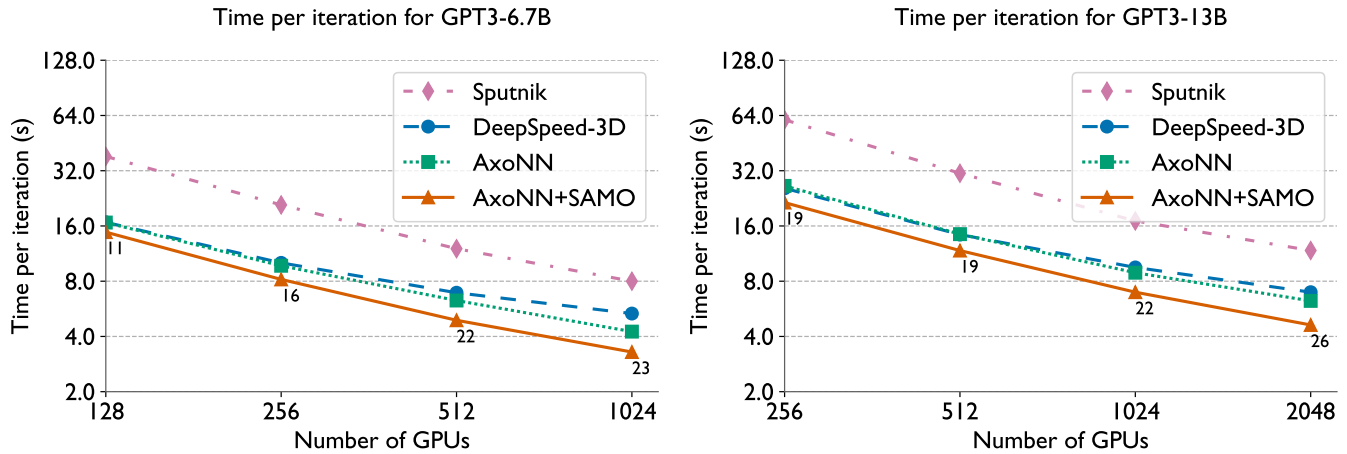 Time per iteration for GPT3-6.7B
Time per iteration (s)
128.0
64.0
32.0
16.0
8.0
4.0
2.0
Sputnik
DeepSpeed-3D
AxoNN
AxoNN+SAMO
11
16
22
23
128
256
512
1024
Number of GPUs
Time per iteration for GPT3-13B
Time per iteration (s)
128.0
64.0
32.0
16.0
8.0
4.0
2.0
Sputnik
DeepSpeed-3D
AxoNN
AxoNN+SAMO
19
19
22
26
256
512
1024
2048
Number of GPUs